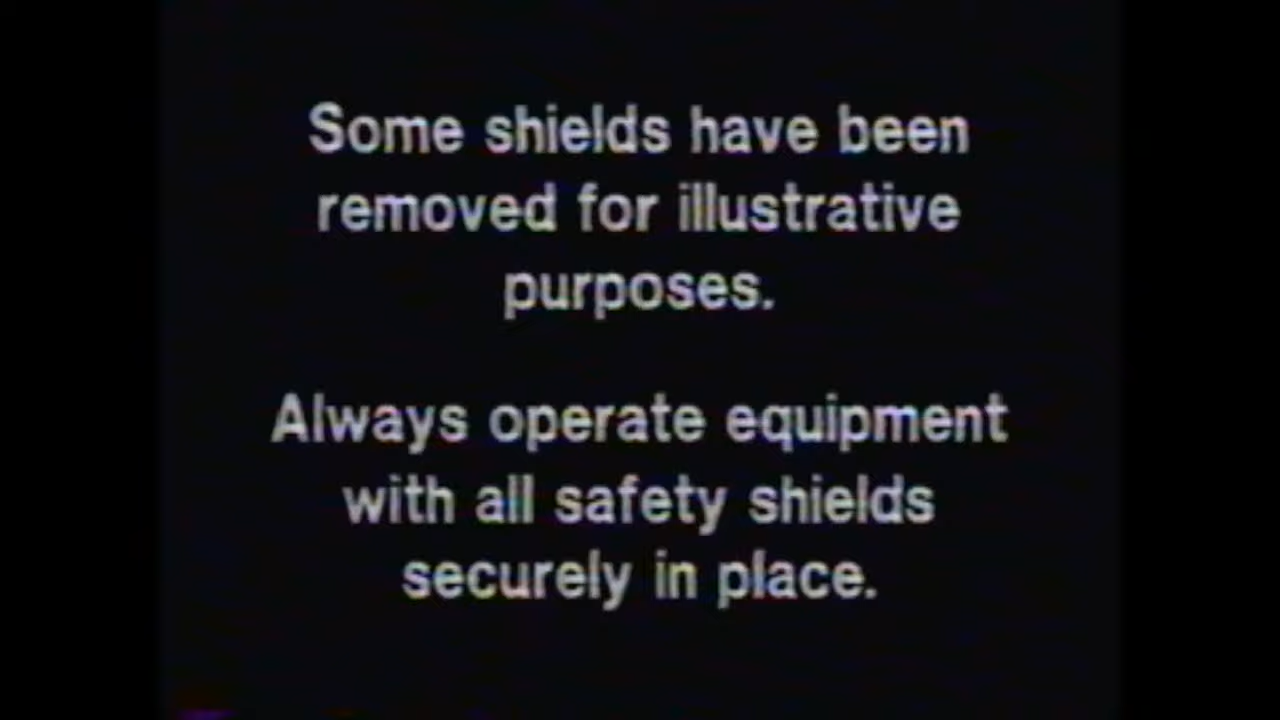 Some shields have been
removed for illustrative
purposes.
Always operate equipment
with all safety shields
securely in place.